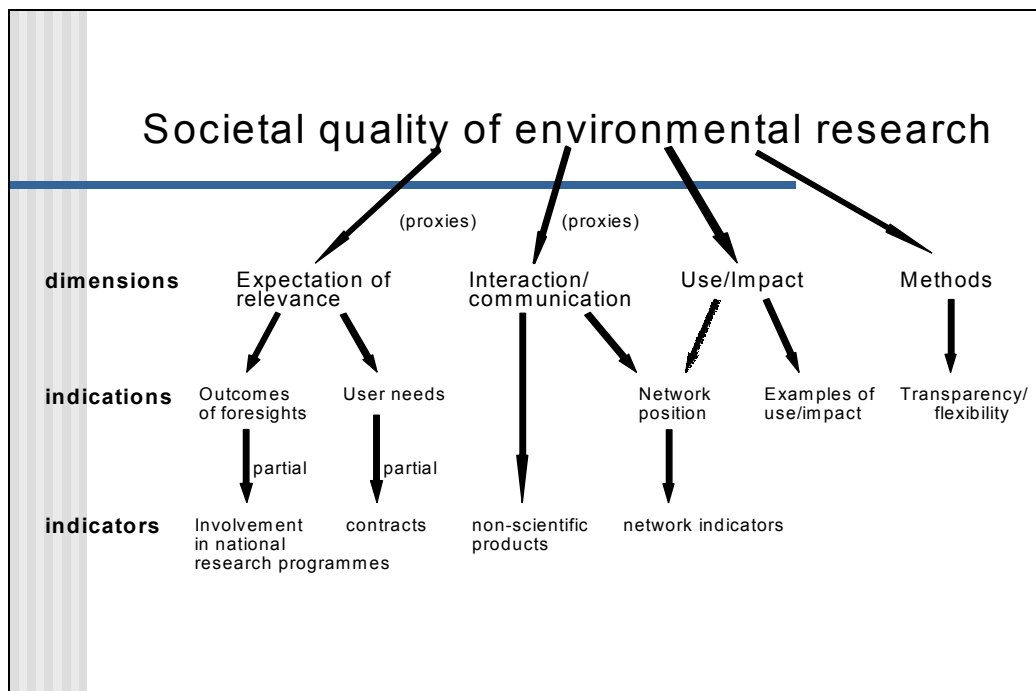 Societal quality of environmental research
(proxies) (proxies)
dimensions
Expectation of
relevance
Interaction/
communication
Use/Impact
Methods
indications
Outcomes
of foresights
User needs
Network
position
Examples of
use/impact
Transparency/
flexibility
partial
partial
indicators
Involvement
in national
research programmes
contracts
non-scientific
products
network indicators